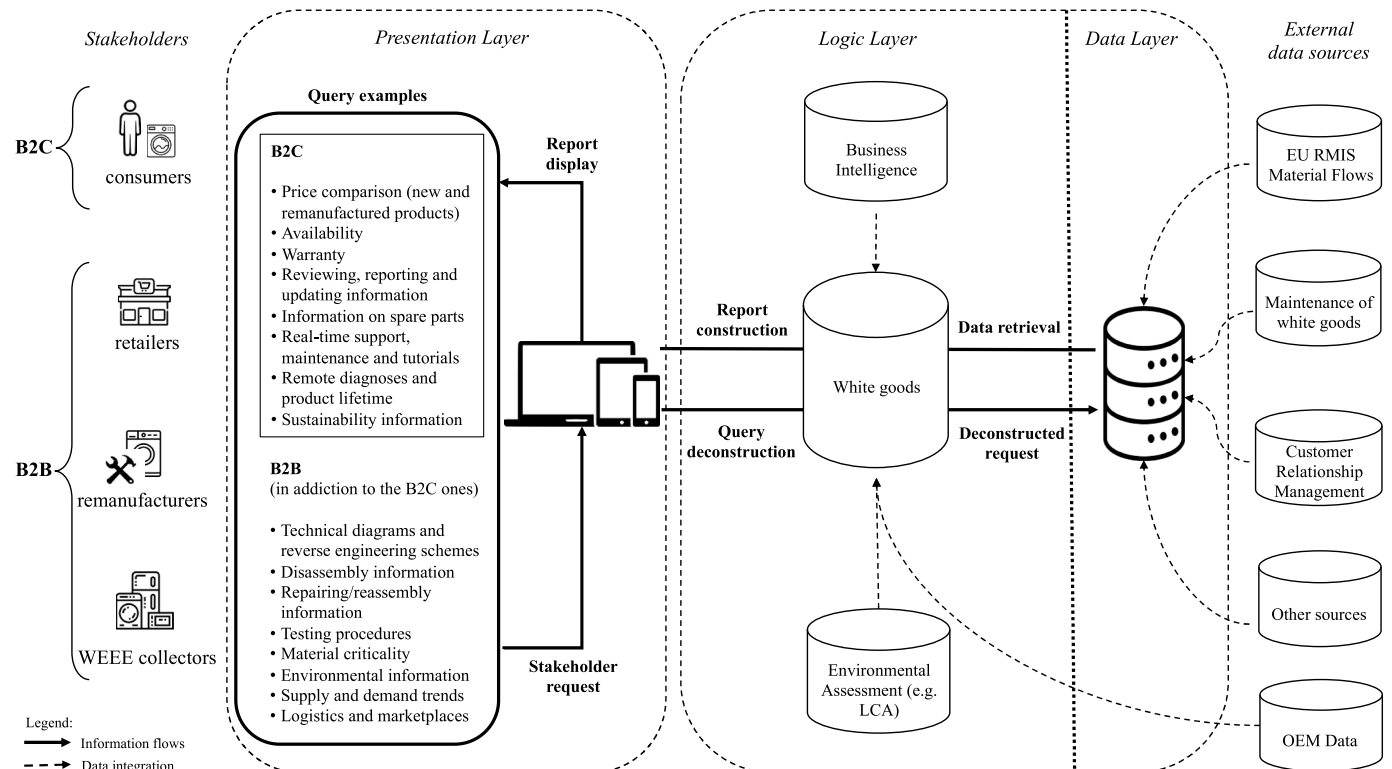 Stakeholders
B2C
consumers
B2B
retailers
remanufacturers
WEEE collectors
Legend:
Information flows
Data integration
Presentation Layer
Query examples
B2C
• Price comparison (new and
remanufactured products)
• Availability
• Warranty
• Reviewing, reporting and
updating information
• Information on spare parts
• Real-time support,
maintenance and tutorials
• Remote diagnoses and
product lifetime
• Sustainability information
B2B
(in addiction to the B2C ones)
• Technical diagrams and
reverse engineering schemes
• Disassembly information
• Repairing/reassembly
information
• Testing procedures
• Material criticality
• Environmental information
• Supply and demand trends
• Logistics and marketplaces
Report
display
Stakeholder
request
Logic Layer
Business
Intelligence
Report
construction
Query
deconstruction
White goods
Environmental
Assessment (e.g.
LCA)
Data retrieval
Deconstructed
request
Data Layer
External
data sources
EU RMIS
Material Flows
Maintenance of
white goods
Customer
Relationship
Management
Other sources
OEM Data